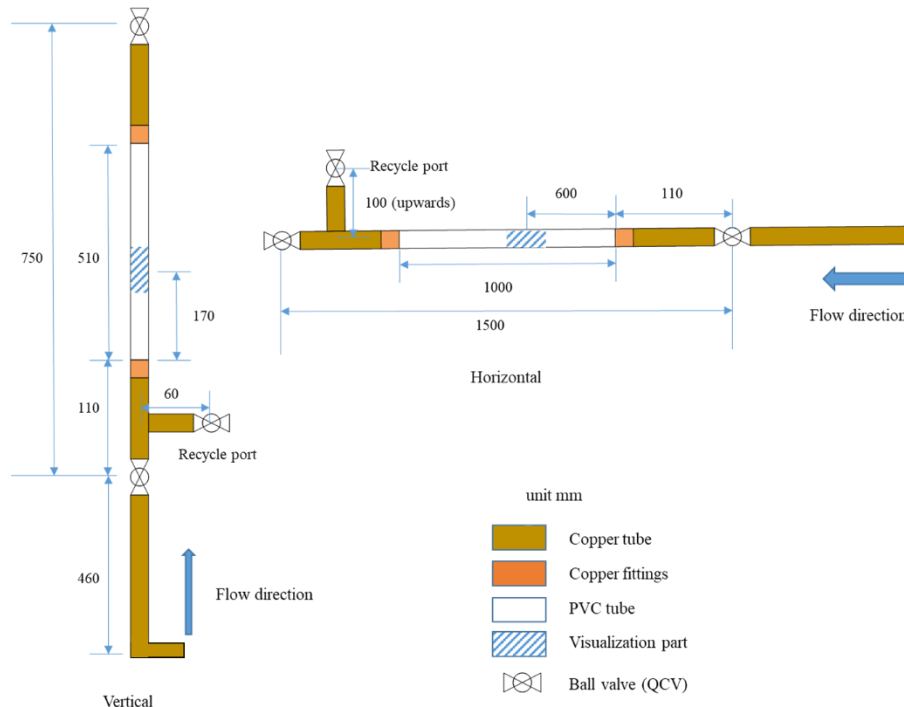 750
510
170
110
60
Recycle port
460
Flow direction
Vertical
Recycle port
100 (upwards)
600
110
1000
1500
Flow direction
Horizontal
unit mm
Copper tube
Copper fittings
PVC tube
Visualization part
Ball valve (QCV)